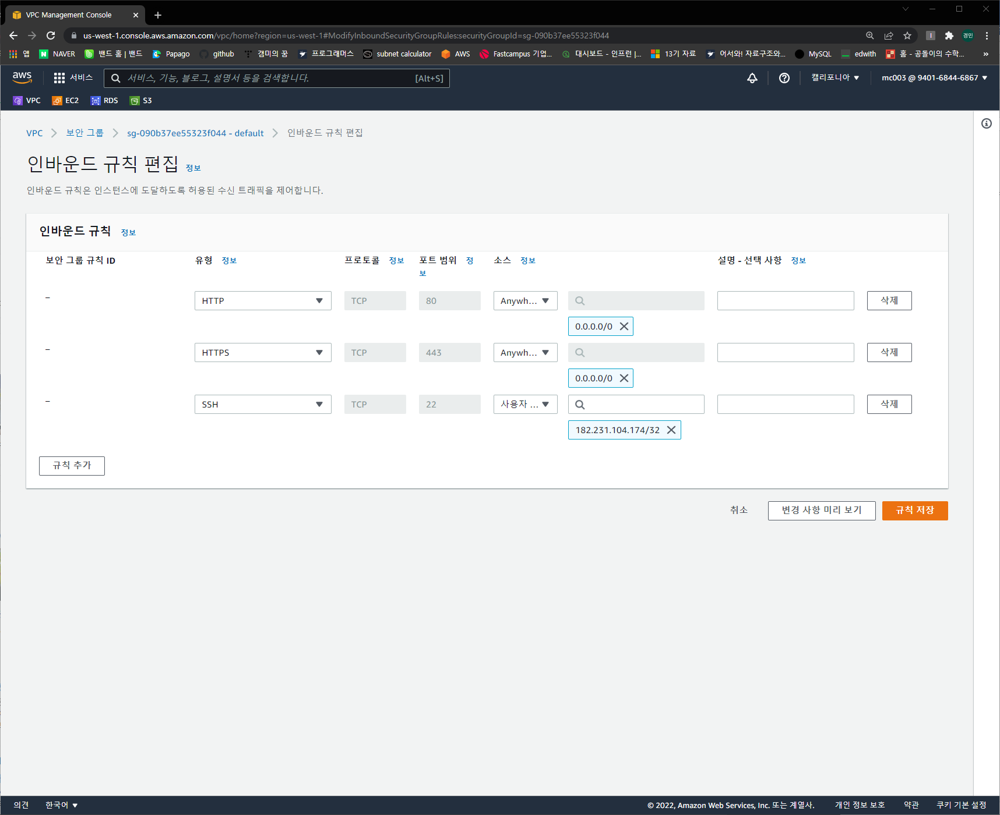 VPC Management Console
us-west-1.console.aws.amazon.com/vpc/home?region=us-west-1#ModifyInboundSecurityGroupRules:securityGroupId=sg-090b37ee55323f044
경민
앱 NAVER 밴드 홈 | 밴드 Papago github 캠미의 꿈 프로그래머스 subnet calculator AWS Fastcampus 기업... 대시보드 - 인프런 |... 13기 자료 어서와! 자료구조와... MySQL edwith 홈 - 공돌이의 수학... »
aws 서비스 서비스, 기능, 블로그, 설명서 등을 검색합니다. [Alt+S] 캘리포니아 mc003 @ 9401-6844-6867
VPC EC2 RDS S3
VPC 보안 그룹 sg-090b37ee55323f044 - default 인바운드 규칙 편집
인바운드 규칙 편집 정보
인바운드 규칙은 인스턴스에 도달하도록 허용된 수신 트래픽을 제어합니다.
인바운드 규칙 정보
보안 그룹 규칙 ID 유형 정보 프로토콜 정보 포트 범위 정보 소스 정보 설명 - 선택 사항 정보
– HTTP TCP 80 Anywh... 삭제
0.0.0.0/0
– HTTPS TCP 443 Anywh... 삭제
0.0.0.0/0
– SSH TCP 22 사용자 ... 삭제
182.231.104.174/32
규칙 추가
취소 변경 사항 미리 보기 규칙 저장
의견 한국어 © 2022, Amazon Web Services, Inc. 또는 계열사. 개인 정보 보호 약관 쿠키 기본 설정